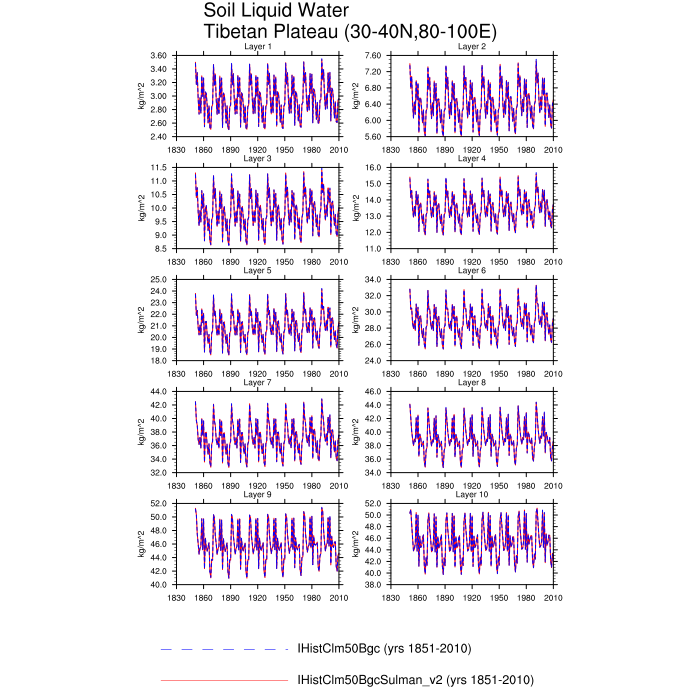 Soil Liquid Water
Tibetan Plateau (30-40N,80-100E)
Layer 1
kg/m^2
3.60
3.40
3.20
3.00
2.80
2.60
2.40
1830 1860 1890 1920 1950 1980 2010
Layer 2
kg/m^2
7.60
7.20
6.80
6.40
6.00
5.60
1830 1860 1890 1920 1950 1980 2010
Layer 3
kg/m^2
11.5
11.0
10.5
10.0
9.5
9.0
8.5
1830 1860 1890 1920 1950 1980 2010
Layer 4
kg/m^2
16.0
15.0
14.0
13.0
12.0
11.0
1830 1860 1890 1920 1950 1980 2010
Layer 5
kg/m^2
25.0
24.0
23.0
22.0
21.0
20.0
19.0
18.0
1830 1860 1890 1920 1950 1980 2010
Layer 6
kg/m^2
34.0
32.0
30.0
28.0
26.0
24.0
1830 1860 1890 1920 1950 1980 2010
Layer 7
kg/m^2
44.0
42.0
40.0
38.0
36.0
34.0
32.0
1830 1860 1890 1920 1950 1980 2010
Layer 8
kg/m^2
46.0
44.0
42.0
40.0
38.0
36.0
34.0
1830 1860 1890 1920 1950 1980 2010
Layer 9
kg/m^2
52.0
50.0
48.0
46.0
44.0
42.0
40.0
1830 1860 1890 1920 1950 1980 2010
Layer 10
kg/m^2
52.0
50.0
48.0
46.0
44.0
42.0
40.0
38.0
1830 1860 1890 1920 1950 1980 2010
IHistClm50Bgc (yrs 1851-2010)
IHistClm50BgcSulman_v2 (yrs 1851-2010)